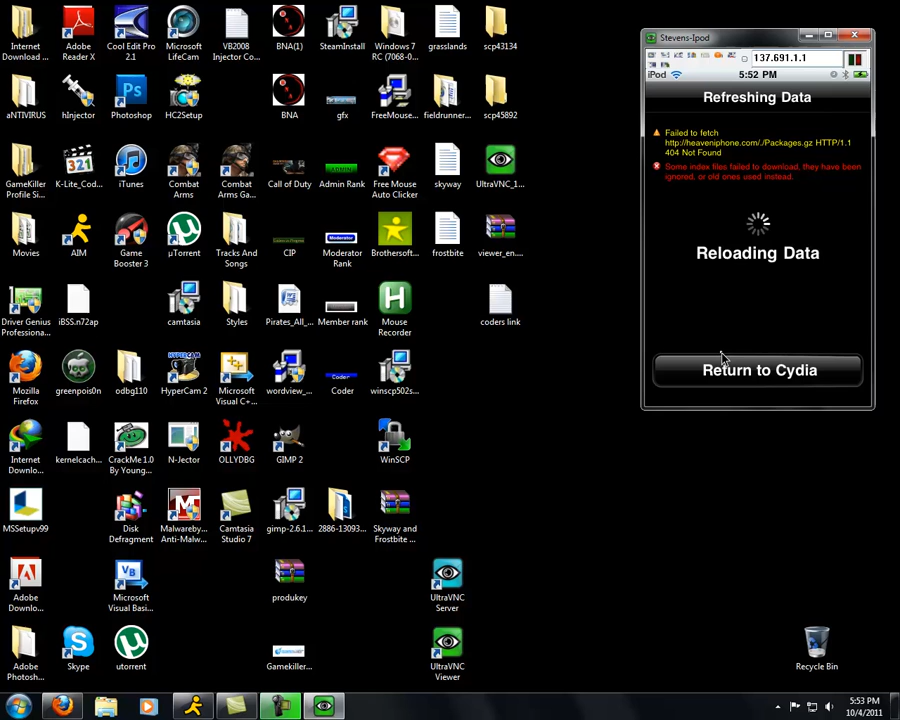 Internet
Download ...
Adobe
Reader X
Cool Edit Pro
2.1
Microsoft
LifeCam
VB2008
Injector Co...
BNA(1)
SteamInstall
Windows 7
RC (7068-0...
grasslands
scp43134
aNTIVIRUS
hInjector
Photoshop
HC2Setup
BNA
gfx
FreeMouse...
fieldrunner...
scp45892
GameKiller
Profile Si...
K-Lite_Cod...
iTunes
Combat
Arms
Combat
Arms Ga...
Call of Duty
Admin Rank
Free Mouse
Auto Clicker
skyway
UltraVNC_1...
Movies
AIM
Game
Booster 3
µTorrent
Tracks And
Songs
CIP
Moderator
Moderator
Rank
Brothersoft...
frostbite
viewer_en...
Driver Genius
Professiona...
iBSS.n72ap
camtasia
Styles
Pirates_All_...
Member rank
Mouse
Recorder
coders link
Mozilla
Firefox
greenpois0n
odbg110
HyperCam 2
Microsoft
Visual C+...
wordview_...
Coder
Coder
winscp502s...
Internet
Downlo...
kernelcach...
CrackMe1.0
By Young...
N-Jector
OLLYDBG
GIMP 2
WinSCP
MSSetupv99
Disk
Defragment
Malwareby...
Anti-Malw...
Camtasia
Studio 7
gimp-2.6.1...
2886-13093...
Skyway and
Frostbite ...
Adobe
Downlo...
Microsoft
Visual Basi...
produkey
UltraVNC
Server
Adobe
Photosh...
Skype
utorrent
Gamekiller...
UltraVNC
Viewer
Recycle Bin
Stevens-Ipod
137.691.1.1
iPod
5:52 PM
Refreshing Data
Failed to fetch
http://heaveniphone.com/./Packages.gz HTTP/1.1
404 Not Found
Some index files failed to download, they have been
ignored, or old ones used instead.
Reloading Data
Return to Cydia
5:53 PM
10/4/2011